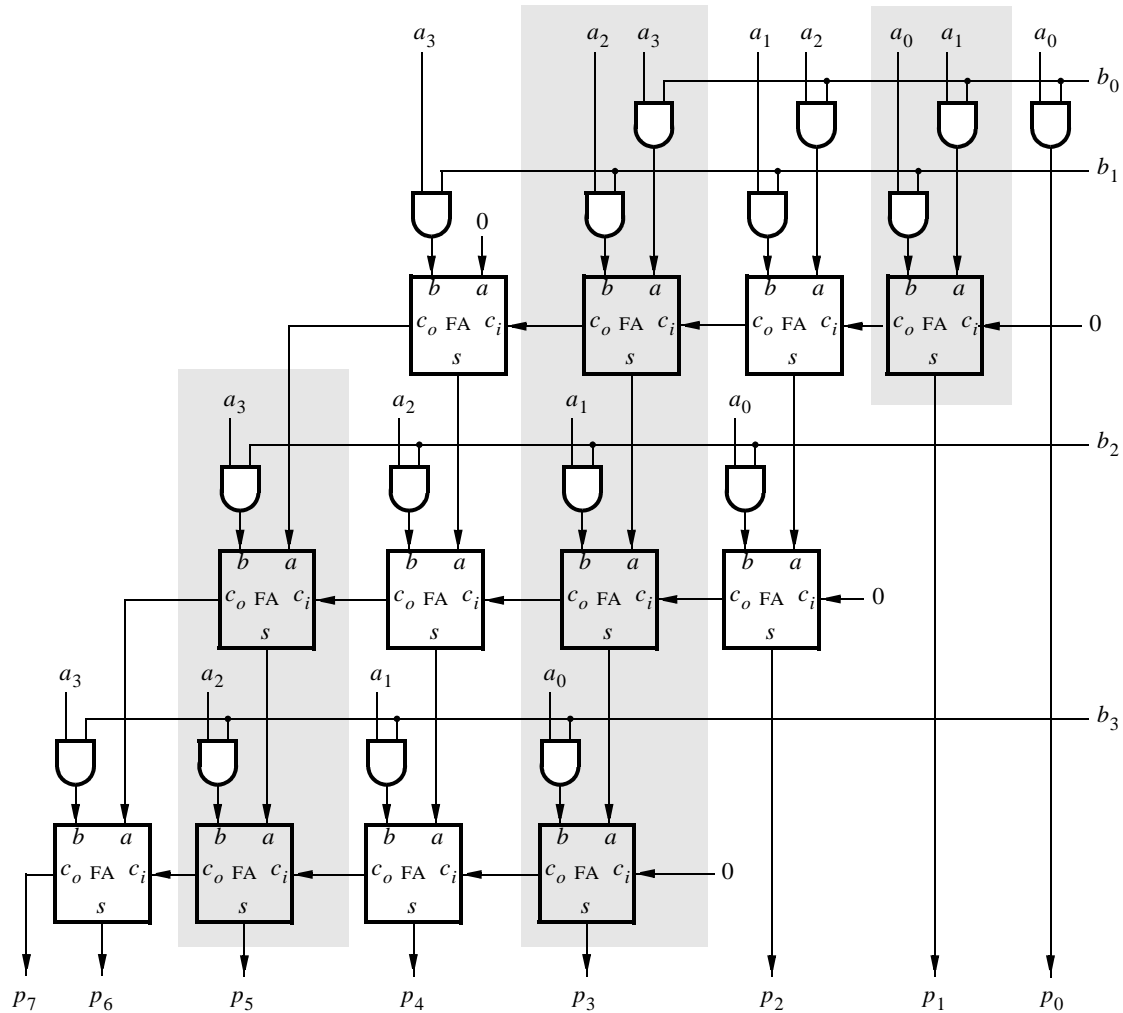 a3 a2 a3 a1 a2 a0 a1 a0
b0
b1
0
b a b a b a b a
co FA ci co FA ci co FA ci co FA ci 0
s s s s
a3 a2 a1 a0
b2
b a b a b a b a
co FA ci co FA ci co FA ci co FA ci 0
s s s s
a3 a2 a1 a0
b3
b a b a b a b a
co FA ci co FA ci co FA ci co FA ci 0
s s s s
p7 p6 p5 p4 p3 p2 p1 p0